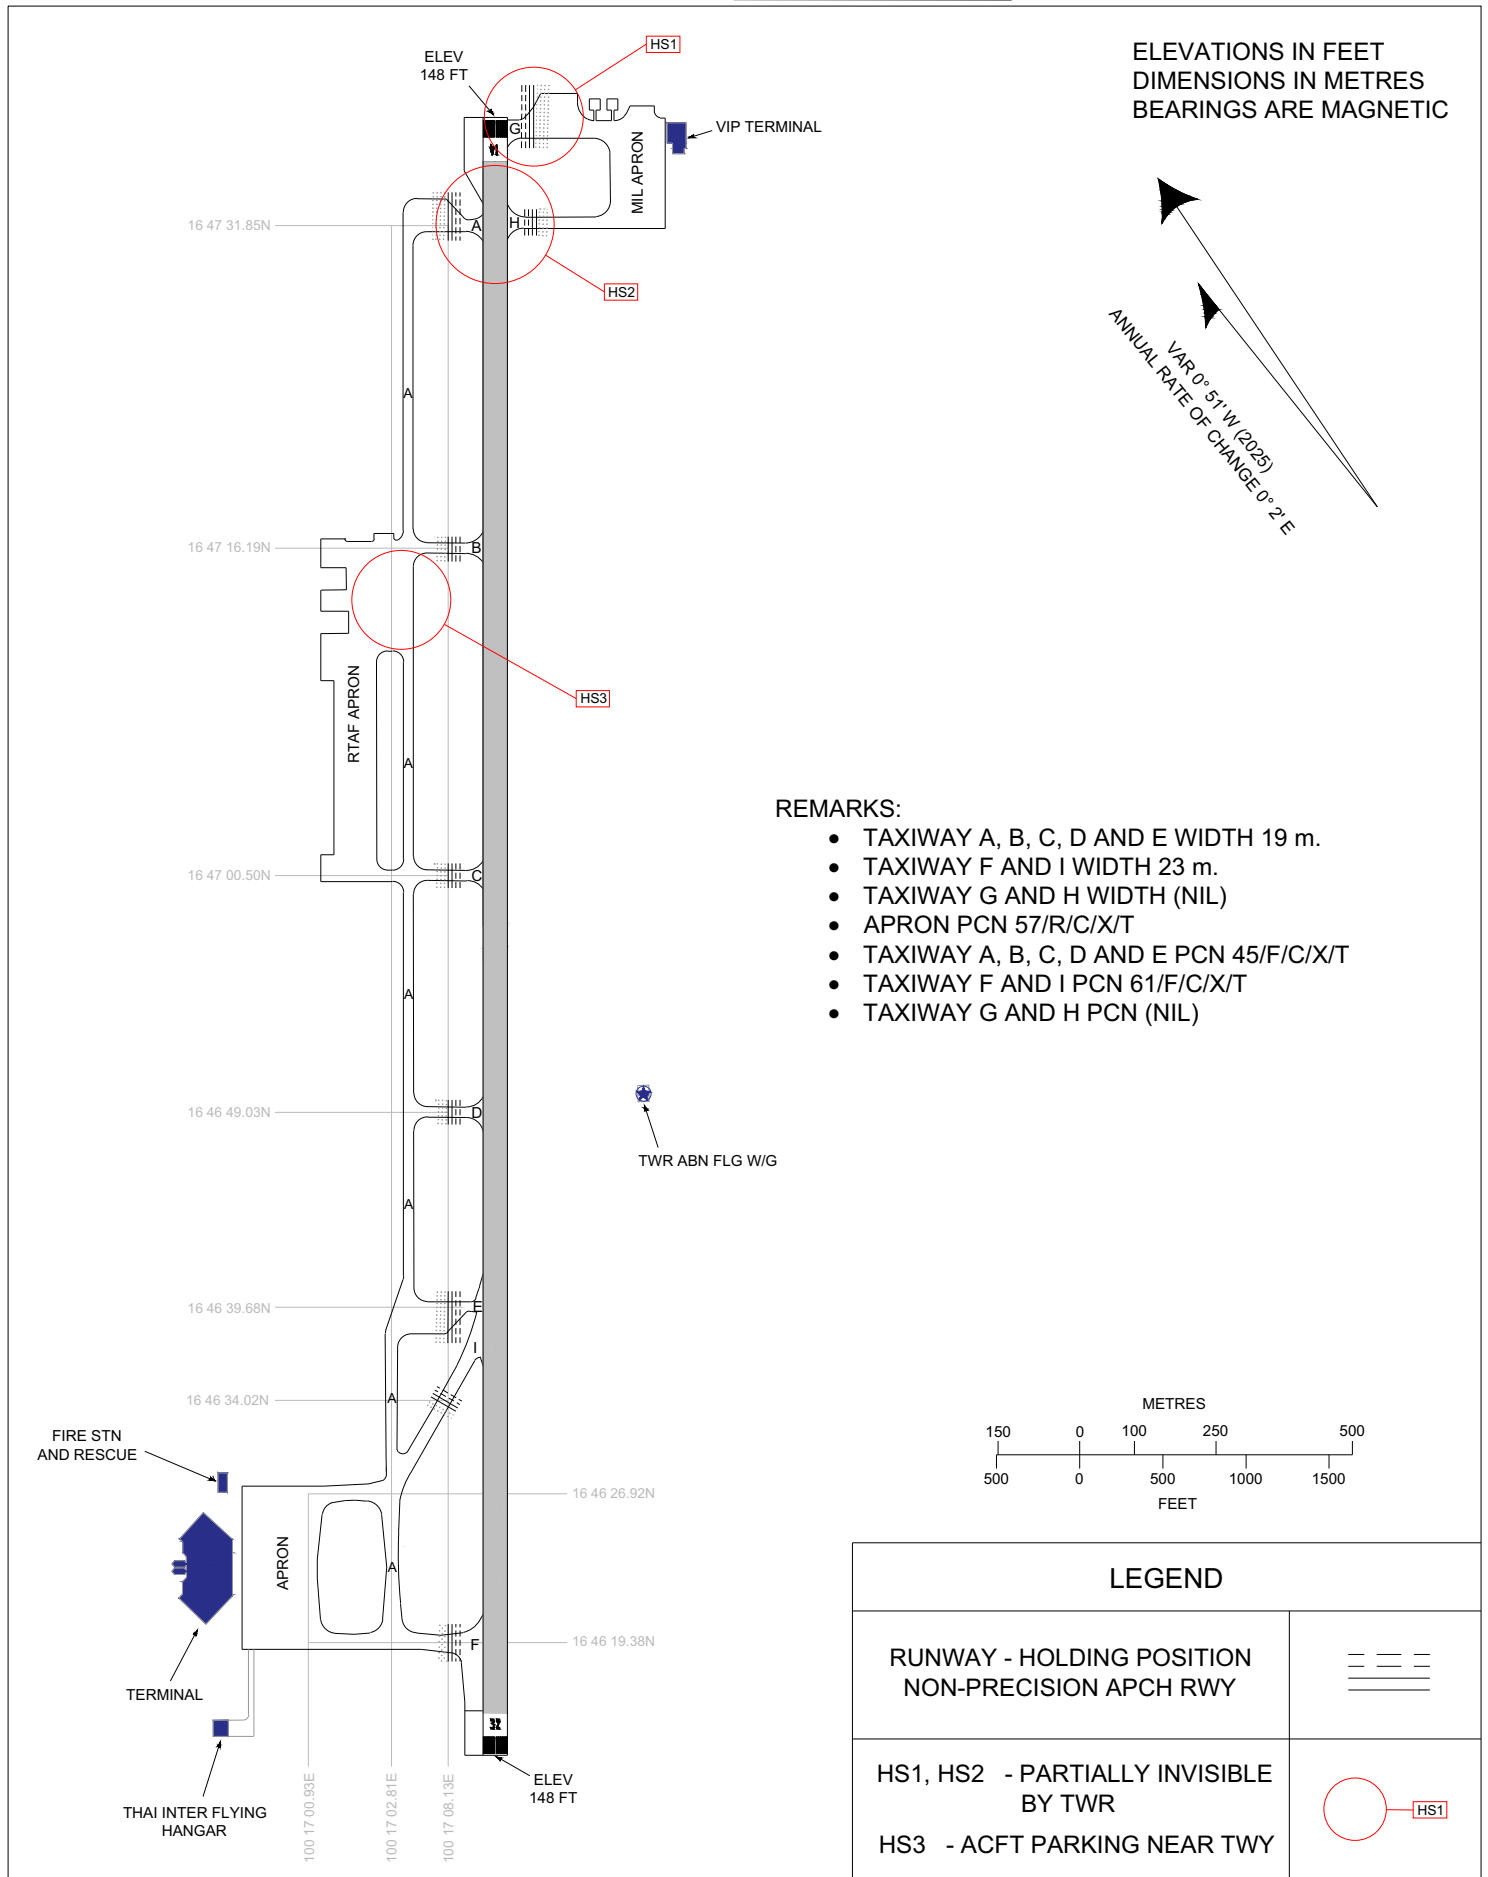 HS1
ELEV
148 FT
ELEVATIONS IN FEET
DIMENSIONS IN METRES
BEARINGS ARE MAGNETIC
G
VIP TERMINAL
MIL APRON
16 47 31.85N
A
H
HS2
VAR 0° 51' W (2025)
ANNUAL RATE OF CHANGE 0° 2' E
A
16 47 16.19N
B
HS3
RTAF APRON
A
REMARKS:
• TAXIWAY A, B, C, D AND E WIDTH 19 m.
• TAXIWAY F AND I WIDTH 23 m.
• TAXIWAY G AND H WIDTH (NIL)
• APRON PCN 57/R/C/X/T
• TAXIWAY A, B, C, D AND E PCN 45/F/C/X/T
• TAXIWAY F AND I PCN 61/F/C/X/T
• TAXIWAY G AND H PCN (NIL)
16 47 00.50N
C
A
16 46 49.03N
D
TWR ABN FLG W/G
A
16 46 39.68N
E
I
16 46 34.02N
A
METRES
150 0 100 250 500
500 0 500 1000 1500
FEET
FIRE STN
AND RESCUE
16 46 26.92N
APRON
A
16 46 19.38N
F
TERMINAL
32
ELEV
148 FT
THAI INTER FLYING
HANGAR
100 17 00.93E
100 17 02.81E
100 17 08.13E
LEGEND
RUNWAY - HOLDING POSITION
NON-PRECISION APCH RWY
HS1, HS2 - PARTIALLY INVISIBLE
BY TWR
HS3 - ACFT PARKING NEAR TWY
HS1